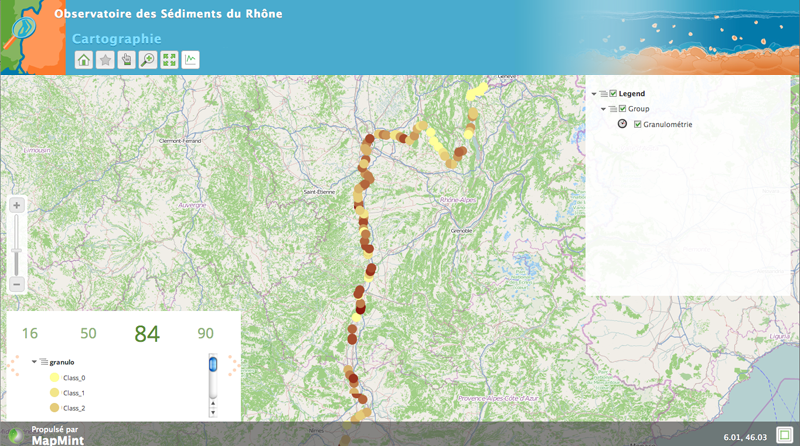 Observatoire des Sédiments du Rhône
Cartographie
Genève
Legend
Group
Granulométrie
Limousin
Clermont-Ferrand
Saint-Étienne
Rhône-Alpes
Auvergne
Grenoble
16 50 84 90
granulo
Class_0
Class_1
Class_2
Provence-Alpes-Côte d'Azur
Nîmes
Propulsé par
MapMint
6.01, 46.03